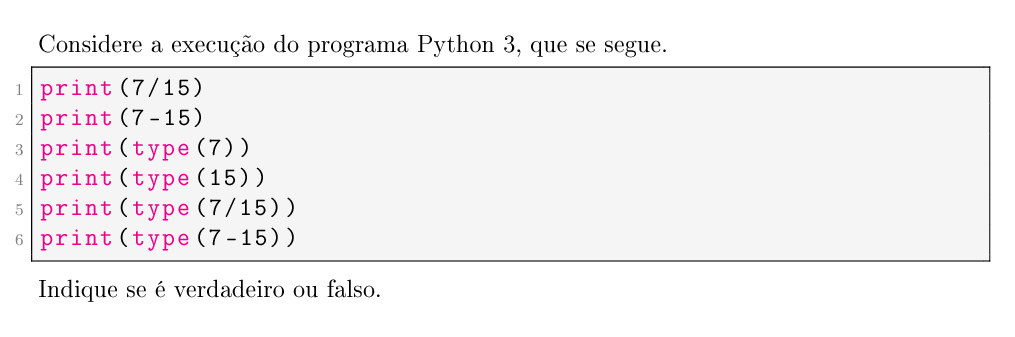 Considere a execução do programa Python 3, que se segue.
1 print(7/15)
2 print(7-15)
3 print(type(7))
4 print(type(15))
5 print(type(7/15))
6 print(type(7-15))
Indique se é verdadeiro ou falso.